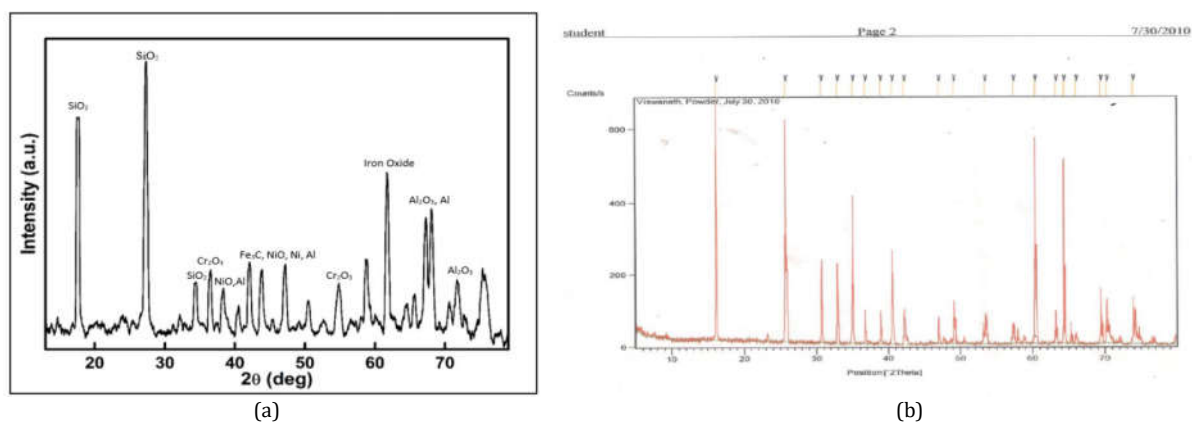 SiO₂
SiO₂
Iron Oxide
Al₂O₃, Al
Cr₂O₃
Fe₃C, NiO, Ni, Al
SiO₂
NiO,Al
Cr₂O₃
Al₂O₃
Intensity (a.u.)
20 30 40 50 60 70
2θ (deg)
(a)
student Page 2 7/30/2010
Counts/s
Viswanath, Powder, July 30, 2010
600
400
200
0
10 20 30 40 50 60 70
Position[°2Theta]
(b)